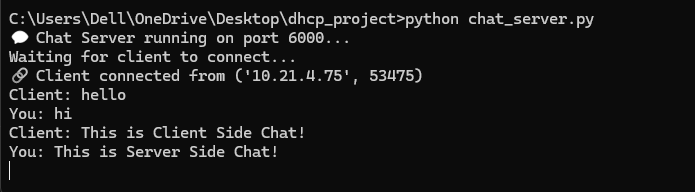 C:\Users\Dell\OneDrive\Desktop\dhcp_project>python chat_server.py
💬 Chat Server running on port 6000...
Waiting for client to connect...
🔗 Client connected from ('10.21.4.75', 53475)
Client: hello
You: hi
Client: This is Client Side Chat!
You: This is Server Side Chat!